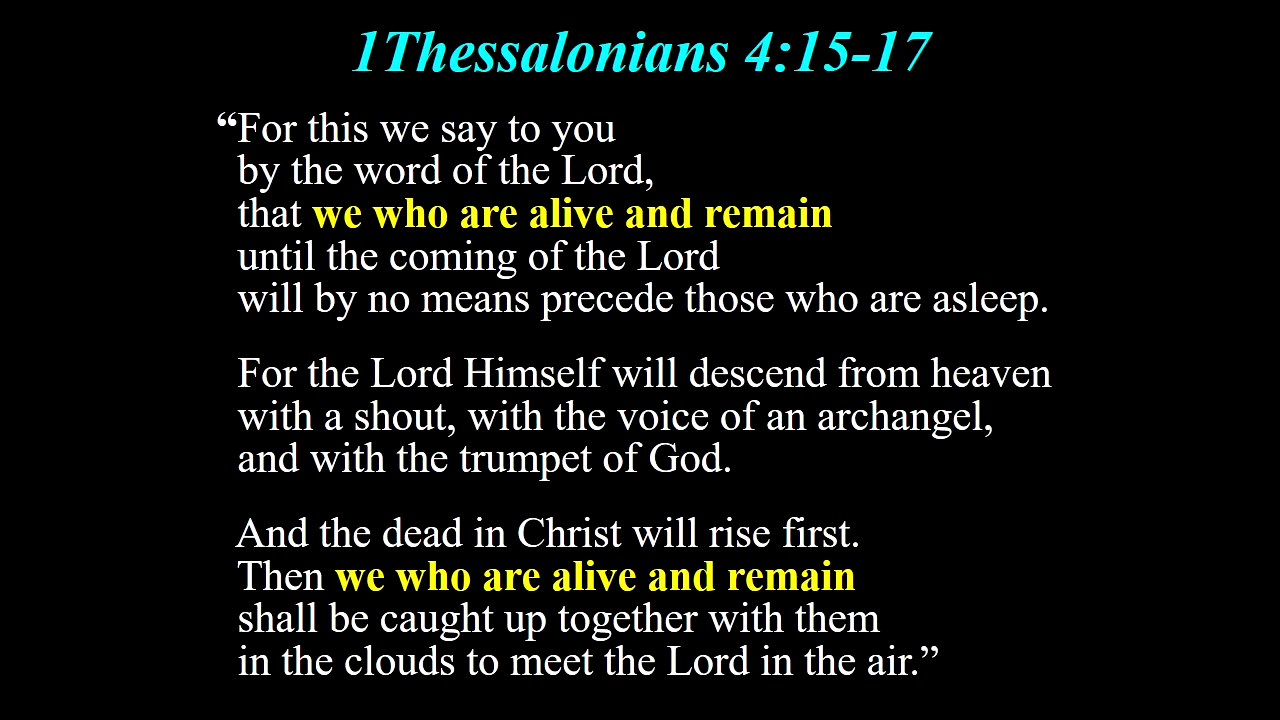 1Thessalonians 4:15-17
“For this we say to you
by the word of the Lord,
that we who are alive and remain
until the coming of the Lord
will by no means precede those who are asleep.
For the Lord Himself will descend from heaven
with a shout, with the voice of an archangel,
and with the trumpet of God.
And the dead in Christ will rise first.
Then we who are alive and remain
shall be caught up together with them
in the clouds to meet the Lord in the air.”